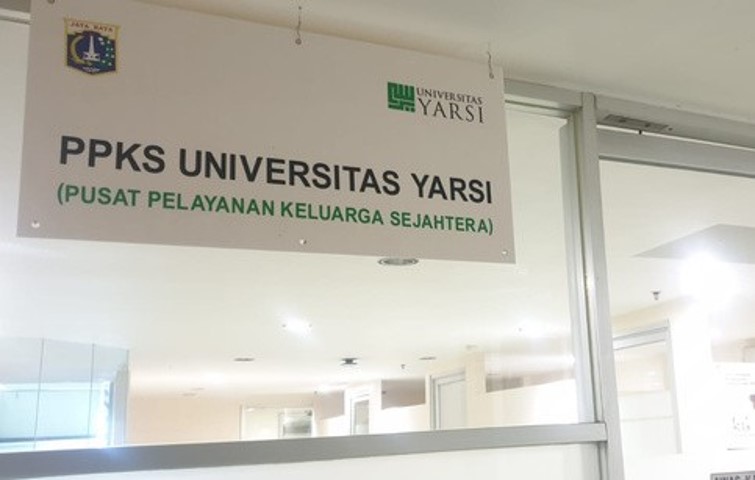 JAYA RAYA
UNIVERSITAS
YARSI
PPKS UNIVERSITAS YARSI
(PUSAT PELAYANAN KELUARGA SEJAHTERA)